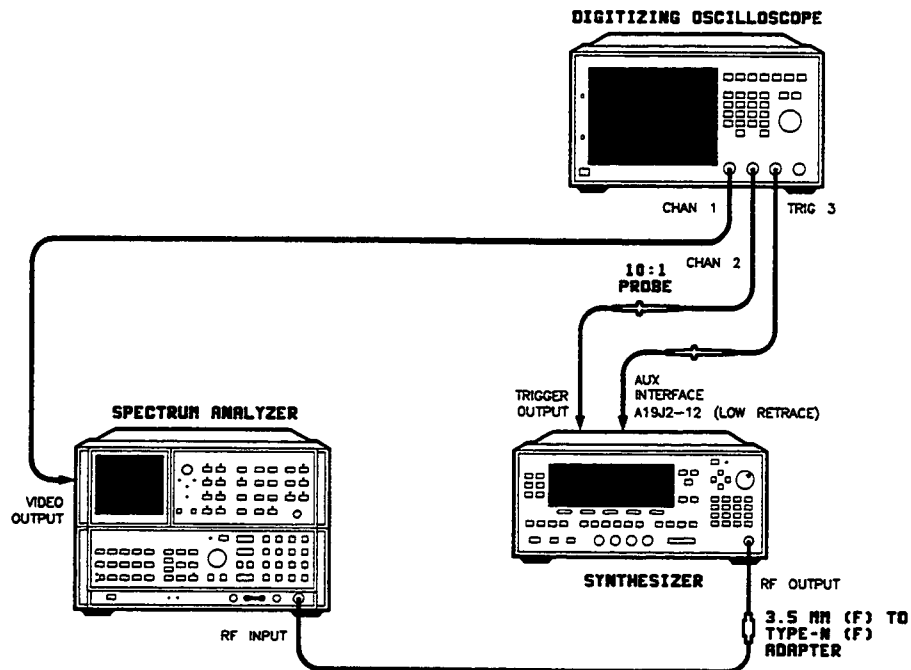 DIGITIZING OSCILLOSCOPE
CHAN 1
TRIG 3
CHAN 2
10:1
PROBE
TRIGGER
OUTPUT
AUX
INTERFACE
A19J2-12 (LOW RETRACE)
SPECTRUM ANALYZER
VIDEO
OUTPUT
SYNTHESIZER
RF OUTPUT
RF INPUT
3.5 MM (F) TO
TYPE-N (F)
ADAPTER